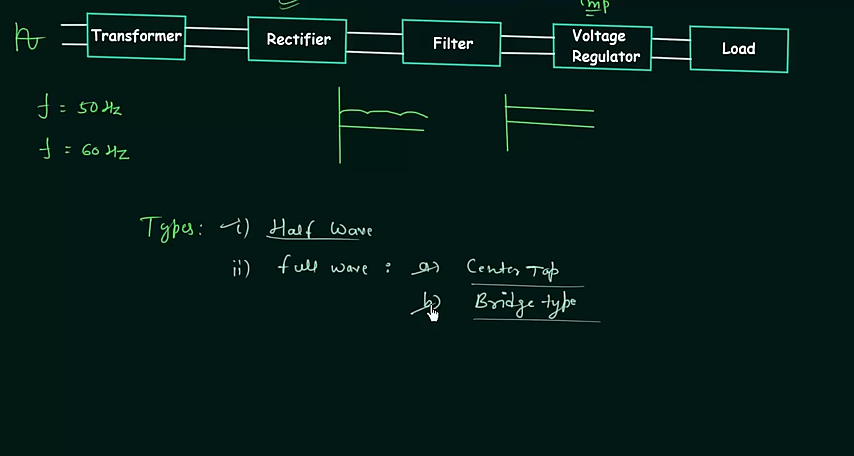 Imp
Transformer
Rectifier
Filter
Voltage
Regulator
Load
f = 50 Hz
f = 60 Hz
Types: i) Half Wave
ii) full wave : a) Center Tap
b) Bridge type